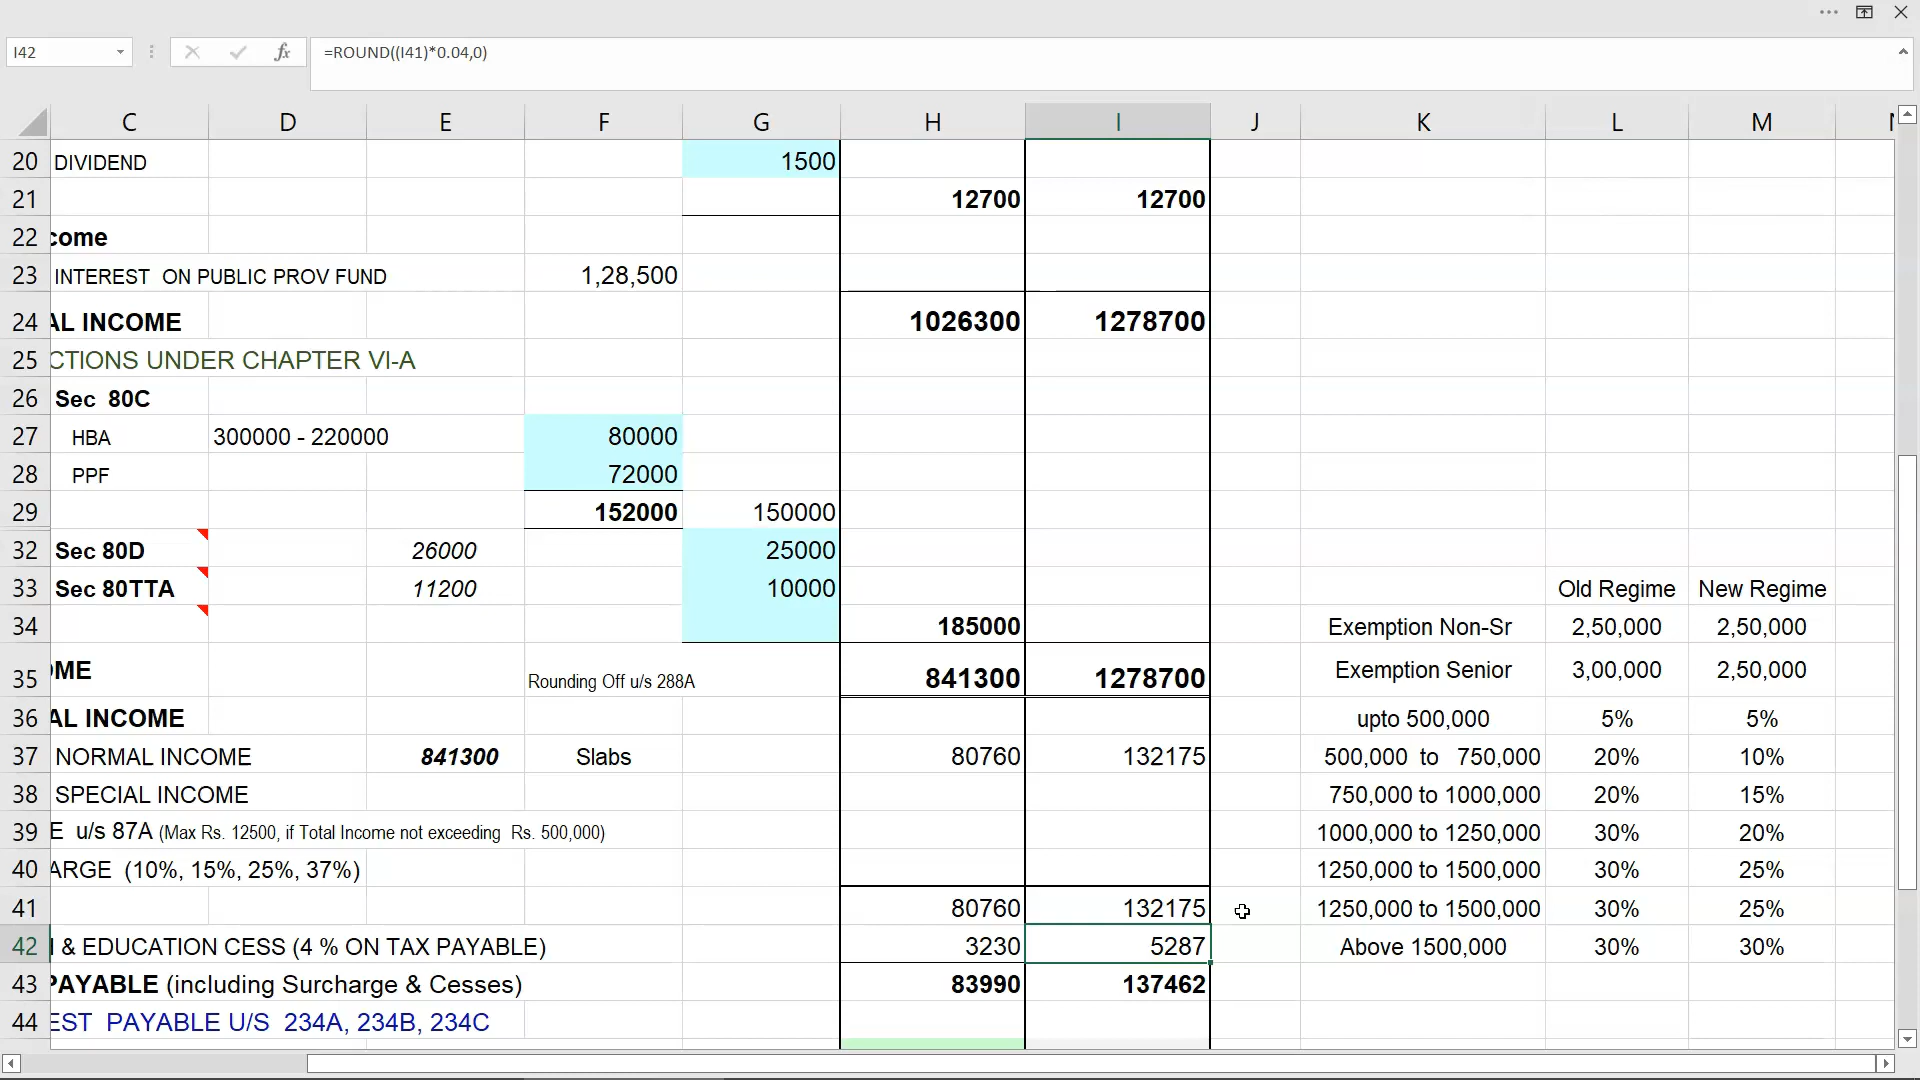 I42 =ROUND((I41)*0.04,0)
C D E F G H I J K L M
20 DIVIDEND 1500
21 12700 12700
22 come
23 INTEREST ON PUBLIC PROV FUND 1,28,500
24 AL INCOME 1026300 1278700
25 CTIONS UNDER CHAPTER VI-A
26 Sec 80C
27 HBA 300000 - 220000 80000
28 PPF 72000
29 152000 150000
32 Sec 80D 26000 25000
33 Sec 80TTA 11200 10000 Old Regime New Regime
34 185000 Exemption Non-Sr 2,50,000 2,50,000
35 OME Rounding Off u/s 288A 841300 1278700 Exemption Senior 3,00,000 2,50,000
36 AL INCOME upto 500,000 5% 5%
37 NORMAL INCOME 841300 Slabs 80760 132175 500,000 to 750,000 20% 10%
38 SPECIAL INCOME 750,000 to 1000,000 20% 15%
39 E u/s 87A (Max Rs. 12500, if Total Income not exceeding Rs. 500,000) 1000,000 to 1250,000 30% 20%
40 ARGE (10%, 15%, 25%, 37%) 1250,000 to 1500,000 30% 25%
41 80760 132175 1250,000 to 1500,000 30% 25%
42 & EDUCATION CESS (4 % ON TAX PAYABLE) 3230 5287 Above 1500,000 30% 30%
43 PAYABLE (including Surcharge & Cesses) 83990 137462
44 EST PAYABLE U/S 234A, 234B, 234C